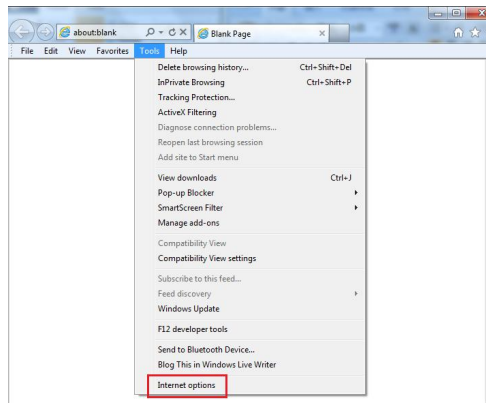 about:blank
Blank Page
File Edit View Favorites Tools Help
Delete browsing history... Ctrl+Shift+Del
InPrivate Browsing Ctrl+Shift+P
Tracking Protection...
ActiveX Filtering
Diagnose connection problems...
Reopen last browsing session
Add site to Start menu
View downloads Ctrl+J
Pop-up Blocker
SmartScreen Filter
Manage add-ons
Compatibility View
Compatibility View settings
Subscribe to this feed...
Feed discovery
Windows Update
F12 developer tools
Send to Bluetooth Device...
Blog This in Windows Live Writer
Internet options